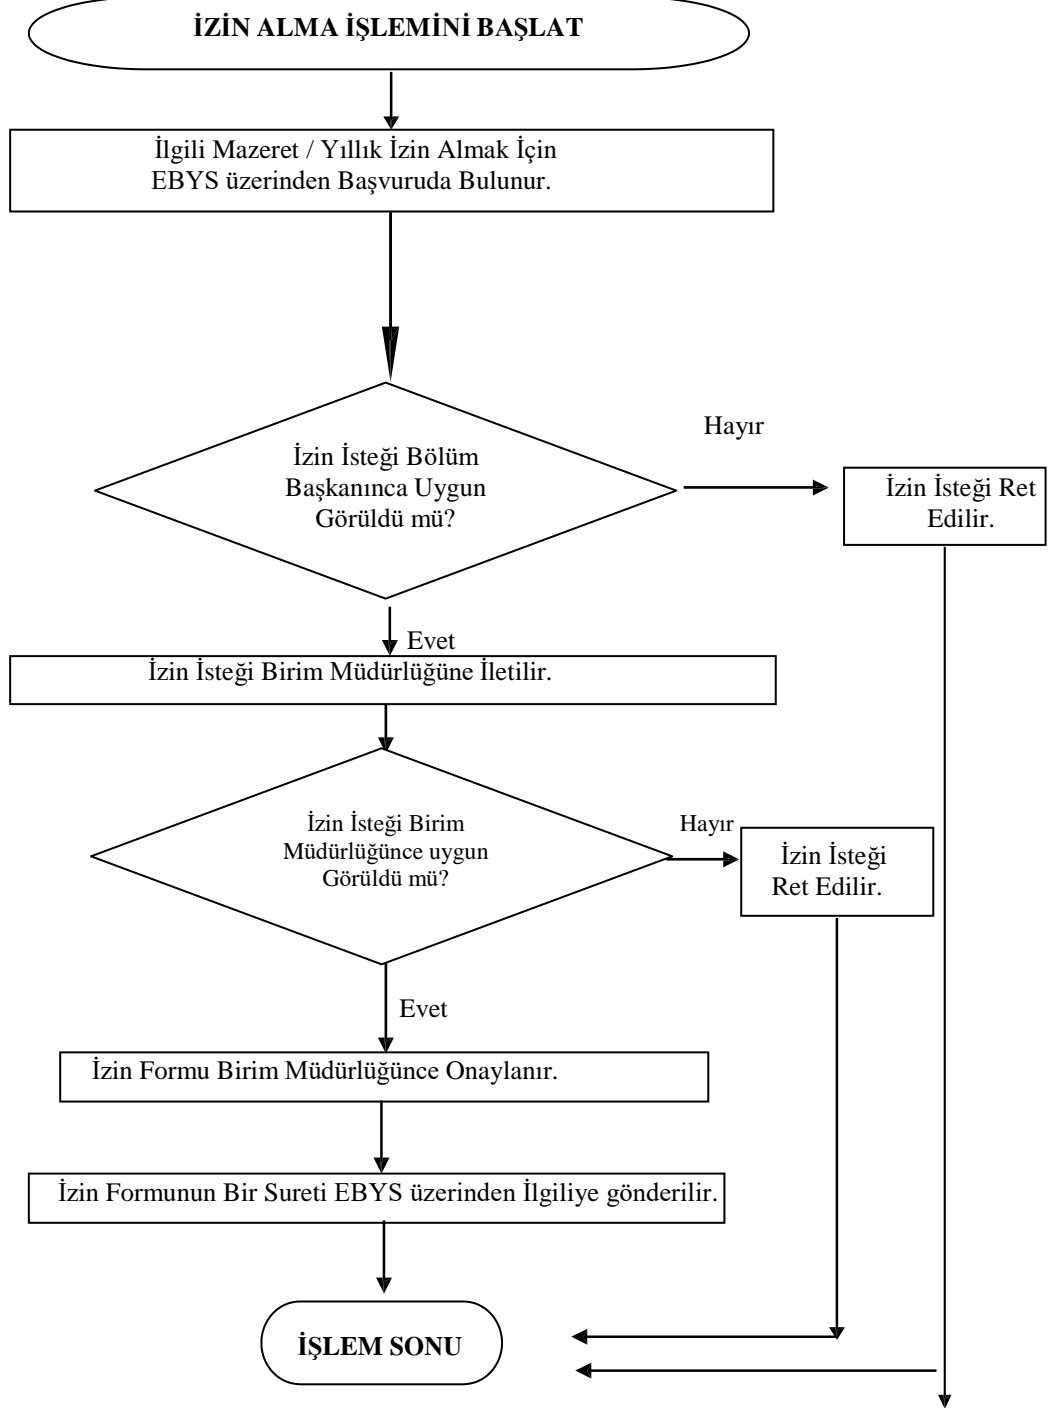 İZİN ALMA İŞLEMİNİ BAŞLAT
İlgili Mazeret / Yıllık İzin Almak İçin
EBYS üzerinden Başvuruda Bulunur.
Hayır
İzin İsteği Bölüm
Başkanınca Uygun
Görüldü mü?
İzin İsteği Ret
Edilir.
Evet
İzin İsteği Birim Müdürlüğüne İletilir.
İzin İsteği Birim
Müdürlüğünce uygun
Görüldü mü?
Hayır
İzin İsteği
Ret Edilir.
Evet
İzin Formu Birim Müdürlüğünce Onaylanır.
İzin Formunun Bir Sureti EBYS üzerinden İlgiliye gönderilir.
İŞLEM SONU